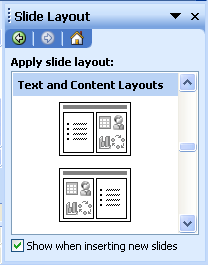 Slide Layout
Apply slide layout:
Text and Content Layouts
Show when inserting new slides